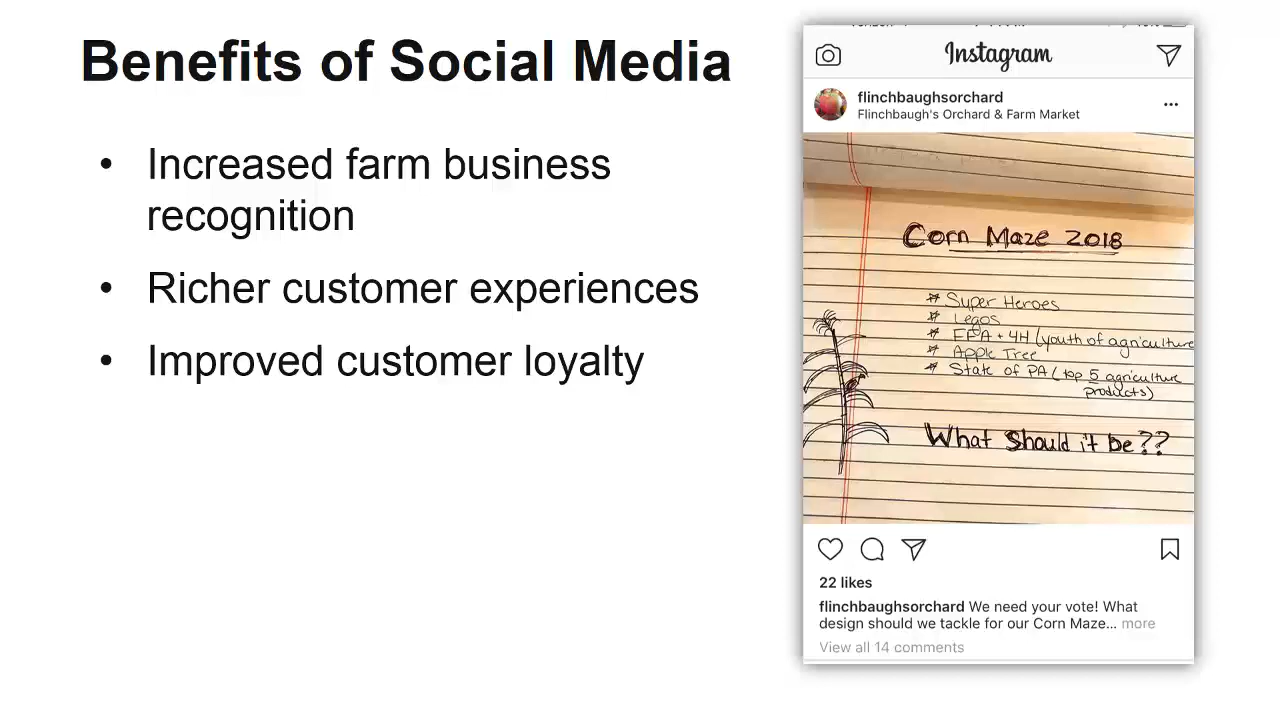 Benefits of Social Media
• Increased farm business
recognition
• Richer customer experiences
• Improved customer loyalty
Instagram
flinchbaughsorchard
Flinchbaugh's Orchard & Farm Market
Corn Maze 2018
* Super Heroes
* Legos
* FFA + 4H (youth of agriculture
* Apple Tree
* State of PA (top 5 agriculture
products)
What Should it be??
22 likes
flinchbaughsorchard We need your vote! What
design should we tackle for our Corn Maze... more
View all 14 comments